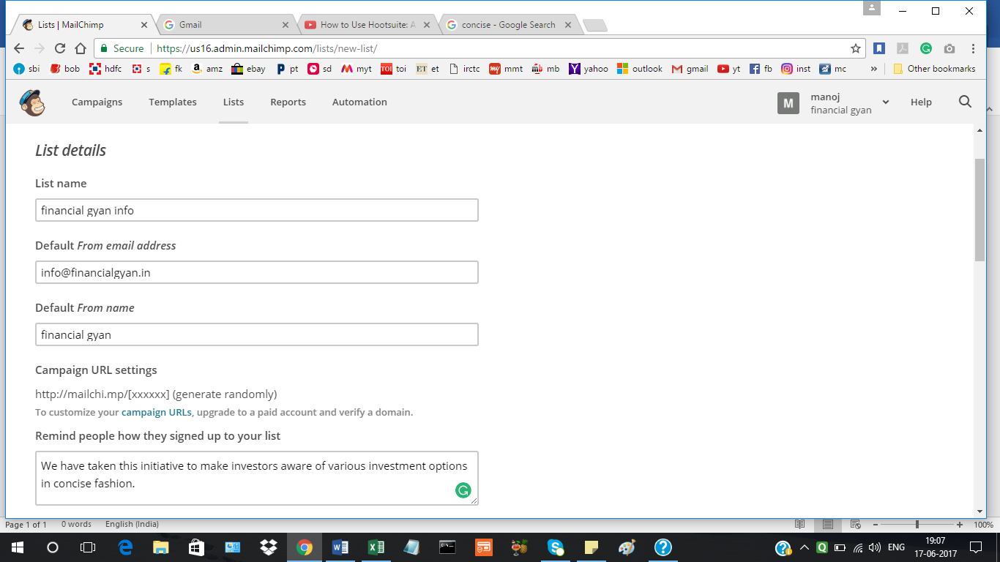 Lists | MailChimp
Gmail
How to Use Hootsuite: A
concise - Google Search
Secure
https://us16.admin.mailchimp.com/lists/new-list/
sbi bob hdfc s fk amz ebay pt sd myt toi et irctc mmt mb yahoo outlook gmail yt fb inst mc » Other bookmarks
Campaigns Templates Lists Reports Automation
M
manoj
financial gyan
Help
List details
List name
financial gyan info
Default From email address
info@financialgyan.in
Default From name
financial gyan
Campaign URL settings
http://mailchi.mp/[xxxxxx] (generate randomly)
To customize your campaign URLs, upgrade to a paid account and verify a domain.
Remind people how they signed up to your list
We have taken this initiative to make investors aware of various investment options
in concise fashion.
Page 1 of 1 0 words English (India)
100%
ENG
19:07
17-06-2017